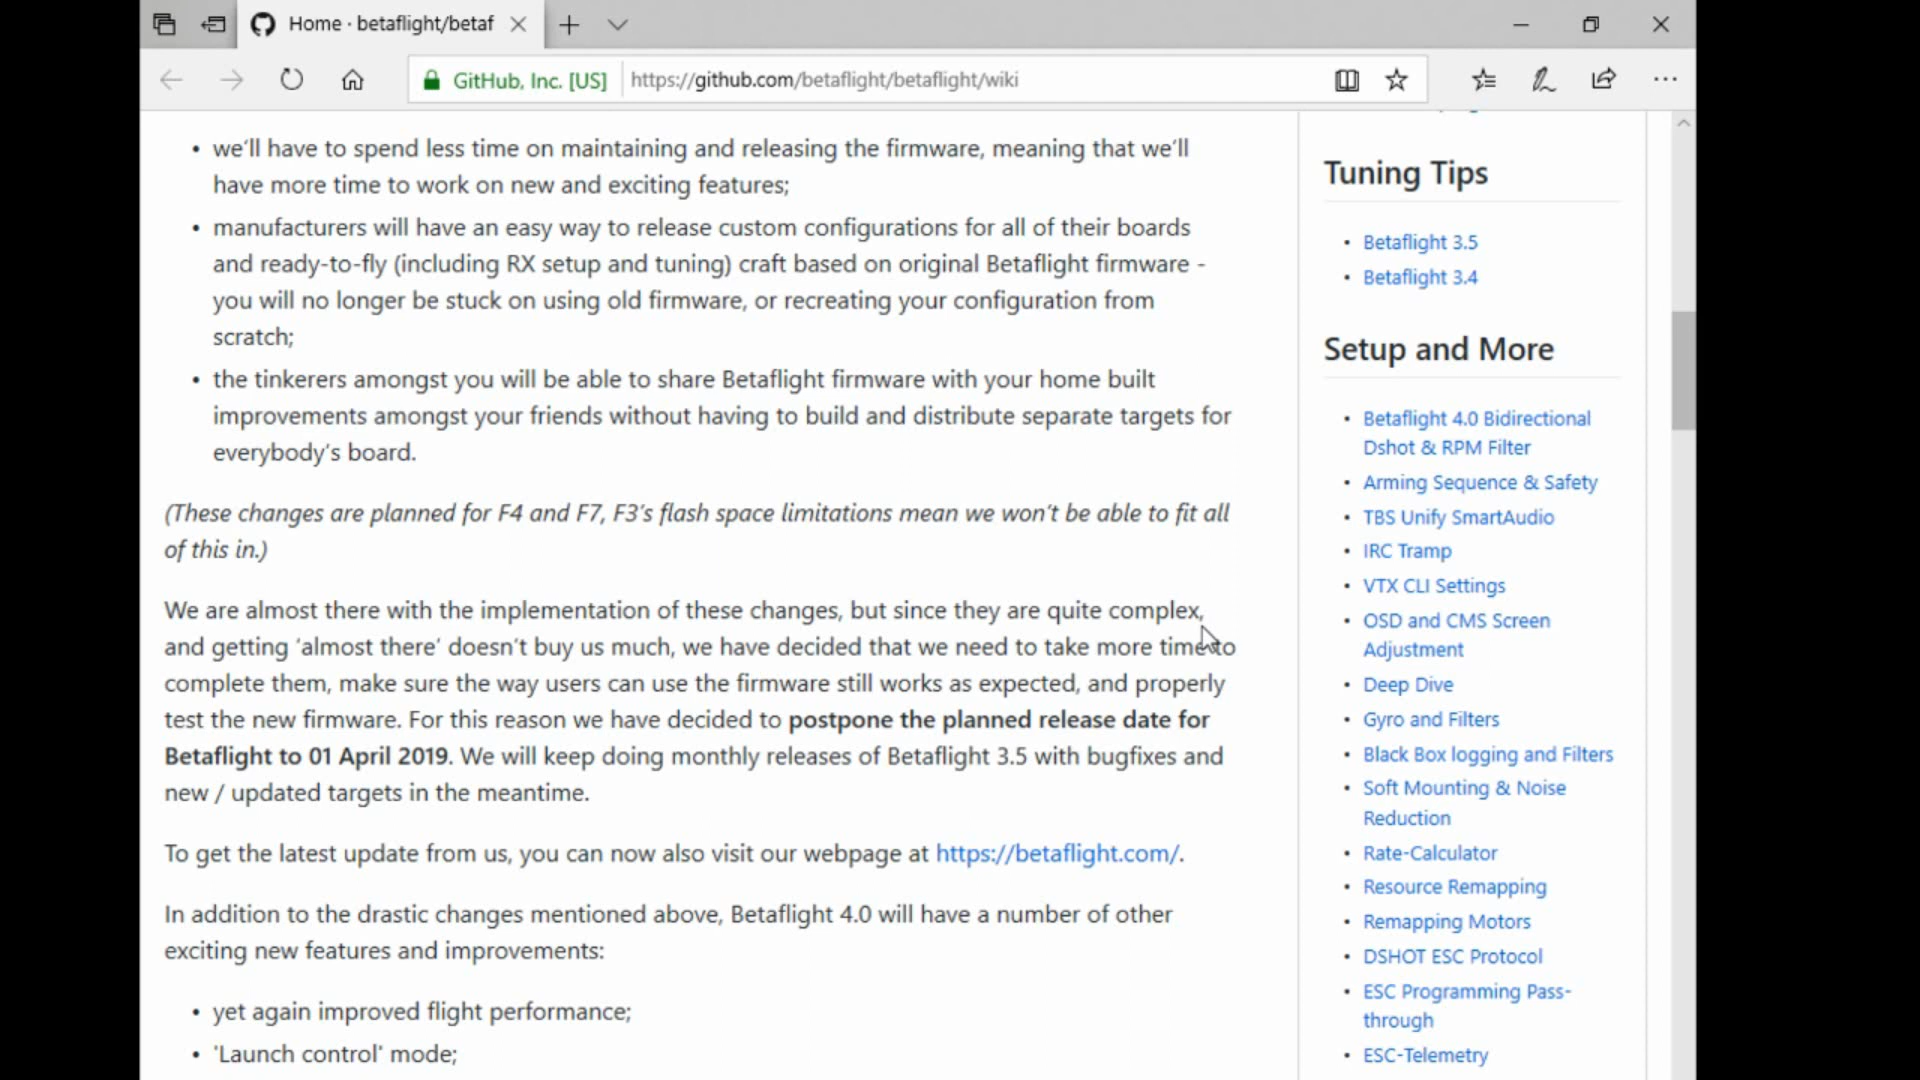 Home · betaflight/betaf
GitHub, Inc. [US]
https://github.com/betaflight/betaflight/wiki
• we'll have to spend less time on maintaining and releasing the firmware, meaning that we'll
have more time to work on new and exciting features;
• manufacturers will have an easy way to release custom configurations for all of their boards
and ready-to-fly (including RX setup and tuning) craft based on original Betaflight firmware -
you will no longer be stuck on using old firmware, or recreating your configuration from
scratch;
• the tinkerers amongst you will be able to share Betaflight firmware with your home built
improvements amongst your friends without having to build and distribute separate targets for
everybody's board.
(These changes are planned for F4 and F7, F3's flash space limitations mean we won't be able to fit all
of this in.)
We are almost there with the implementation of these changes, but since they are quite complex,
and getting 'almost there' doesn't buy us much, we have decided that we need to take more time to
complete them, make sure the way users can use the firmware still works as expected, and properly
test the new firmware. For this reason we have decided to postpone the planned release date for
Betaflight to 01 April 2019. We will keep doing monthly releases of Betaflight 3.5 with bugfixes and
new / updated targets in the meantime.
To get the latest update from us, you can now also visit our webpage at https://betaflight.com/.
In addition to the drastic changes mentioned above, Betaflight 4.0 will have a number of other
exciting new features and improvements:
• yet again improved flight performance;
• 'Launch control' mode;
Tuning Tips
• Betaflight 3.5
• Betaflight 3.4
Setup and More
• Betaflight 4.0 Bidirectional
Dshot & RPM Filter
• Arming Sequence & Safety
• TBS Unify SmartAudio
• IRC Tramp
• VTX CLI Settings
• OSD and CMS Screen
Adjustment
• Deep Dive
• Gyro and Filters
• Black Box logging and Filters
• Soft Mounting & Noise
Reduction
• Rate-Calculator
• Resource Remapping
• Remapping Motors
• DSHOT ESC Protocol
• ESC Programming Pass-
through
• ESC-Telemetry